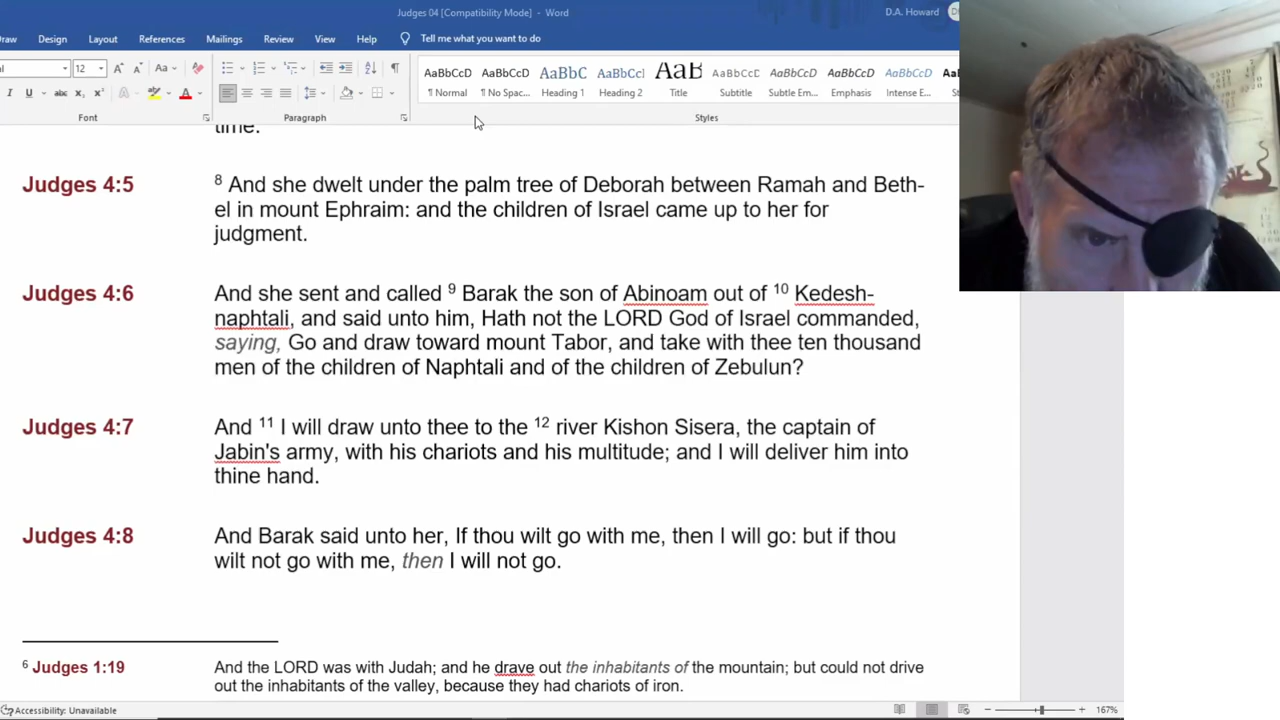 Judges 04 [Compatibility Mode] - Word
D.A. Howard
Draw Design Layout References Mailings Review View Help Tell me what you want to do
12 Aa
AaBbCcD AaBbCcD AaBbC AaBbCcl AaB AaBbCcD AaBbCcD AaBbCcD AaBbCcD
¶ Normal ¶ No Spac... Heading 1 Heading 2 Title Subtitle Subtle Em... Emphasis Intense E...
Font Paragraph Styles
time.
Judges 4:5 8 And she dwelt under the palm tree of Deborah between Ramah and Beth-
el in mount Ephraim: and the children of Israel came up to her for
judgment.
Judges 4:6 And she sent and called 9 Barak the son of Abinoam out of 10 Kedesh-
naphtali, and said unto him, Hath not the LORD God of Israel commanded,
saying, Go and draw toward mount Tabor, and take with thee ten thousand
men of the children of Naphtali and of the children of Zebulun?
Judges 4:7 And 11 I will draw unto thee to the 12 river Kishon Sisera, the captain of
Jabin's army, with his chariots and his multitude; and I will deliver him into
thine hand.
Judges 4:8 And Barak said unto her, If thou wilt go with me, then I will go: but if thou
wilt not go with me, then I will not go.
6 Judges 1:19 And the LORD was with Judah; and he drave out the inhabitants of the mountain; but could not drive
out the inhabitants of the valley, because they had chariots of iron.
Accessibility: Unavailable 167%